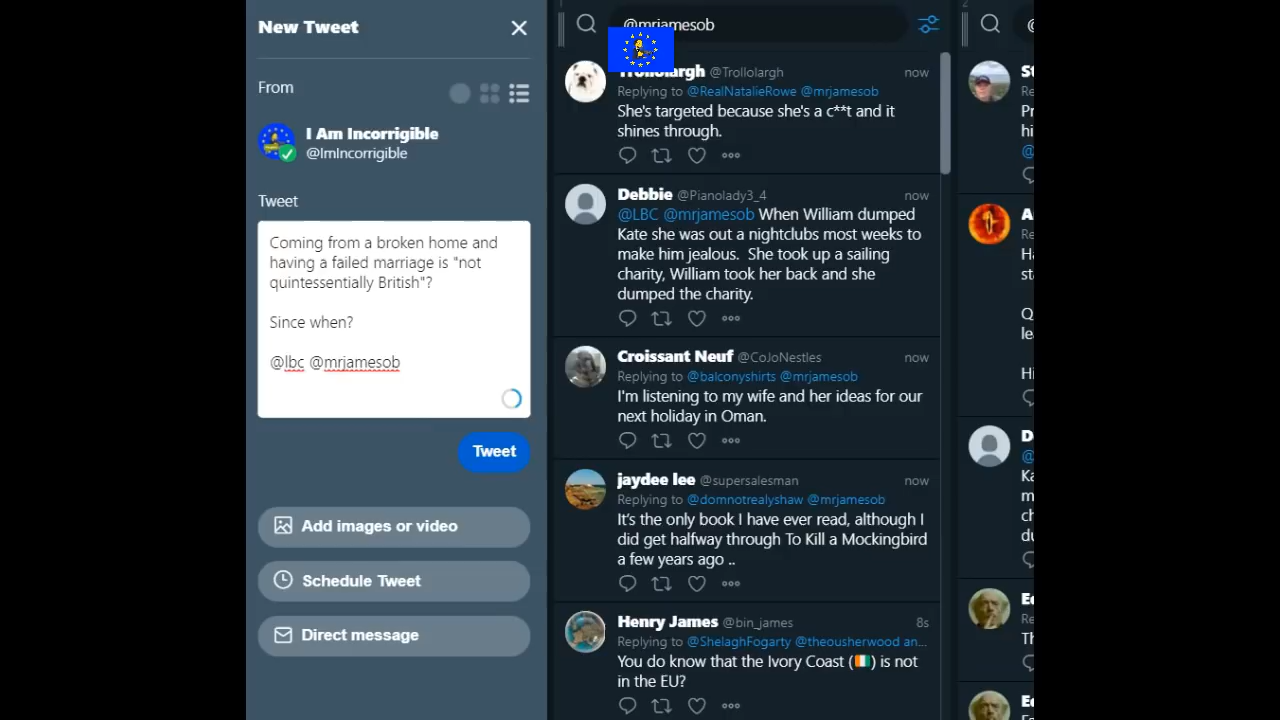 New Tweet
From
I Am Incorrigible
@ImIncorrigible
Tweet
Coming from a broken home and
having a failed marriage is "not
quintessentially British"?
Since when?
@lbc @mrjamesob
Tweet
Add images or video
Schedule Tweet
Direct message
1
@mrjamesob
Trollolargh @Trollolargh now
Replying to @RealNatalieRowe @mrjamesob
She's targeted because she's a c**t and it
shines through.
Debbie @Pianolady3_4 now
@LBC @mrjamesob When William dumped
Kate she was out a nightclubs most weeks to
make him jealous. She took up a sailing
charity, William took her back and she
dumped the charity.
Croissant Neuf @CoJoNestles now
Replying to @balconyshirts @mrjamesob
I'm listening to my wife and her ideas for our
next holiday in Oman.
jaydee lee @supersalesman now
Replying to @domnotrealyshaw @mrjamesob
It's the only book I have ever read, although I
did get halfway through To Kill a Mockingbird
a few years ago ..
Henry James @bin_james 8s
Replying to @ShelaghFogarty @theousherwood an...
You do know that the Ivory Coast (🇨🇮) is not
in the EU?
2